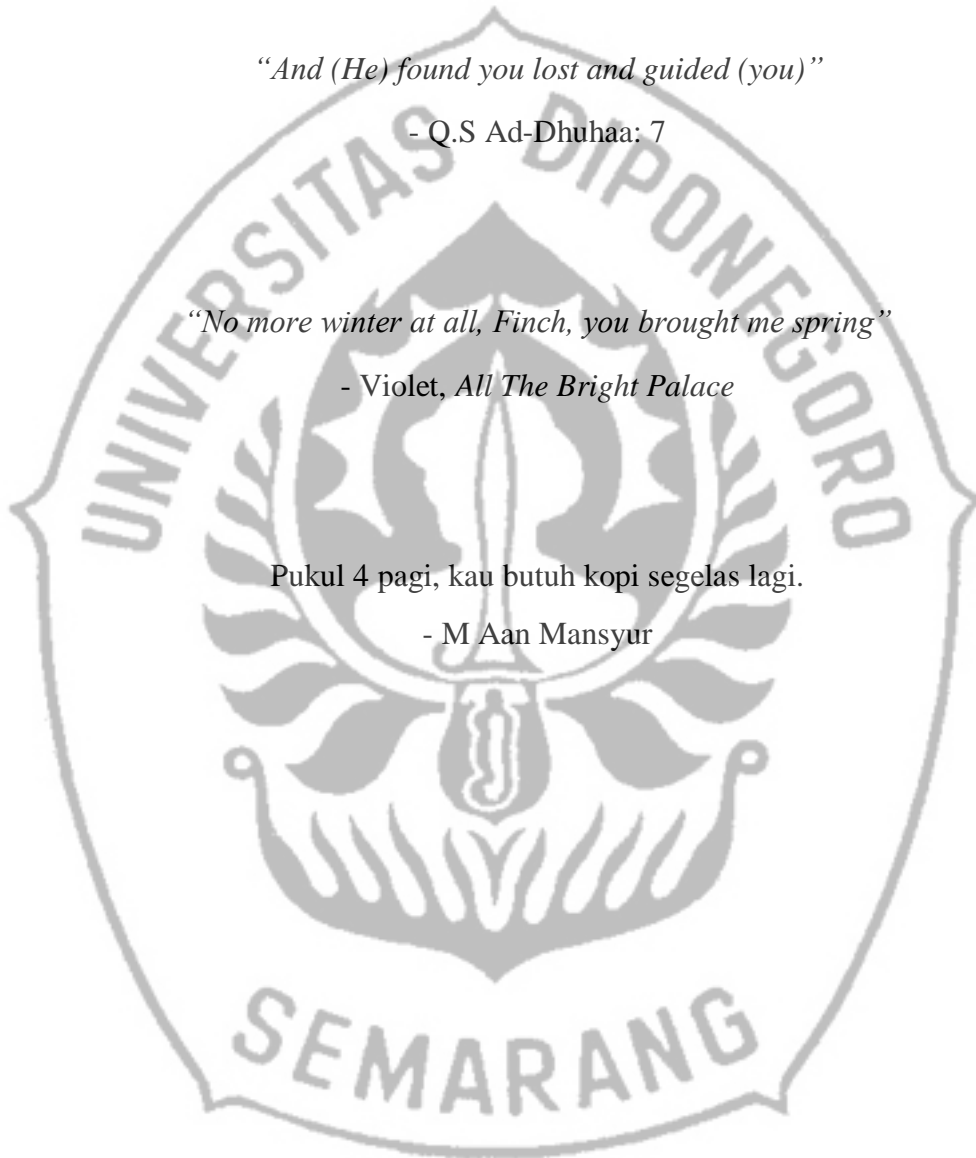 “And (He) found you lost and guided (you)”
- Q.S Ad-Dhuhaa: 7
UNIVERSITAS DIPONEGORO
“No more winter at all, Finch, you brought me spring”
- Violet, All The Bright Palace
Pukul 4 pagi, kau butuh kopi segelas lagi.
- M Aan Mansyur
SEMARANG